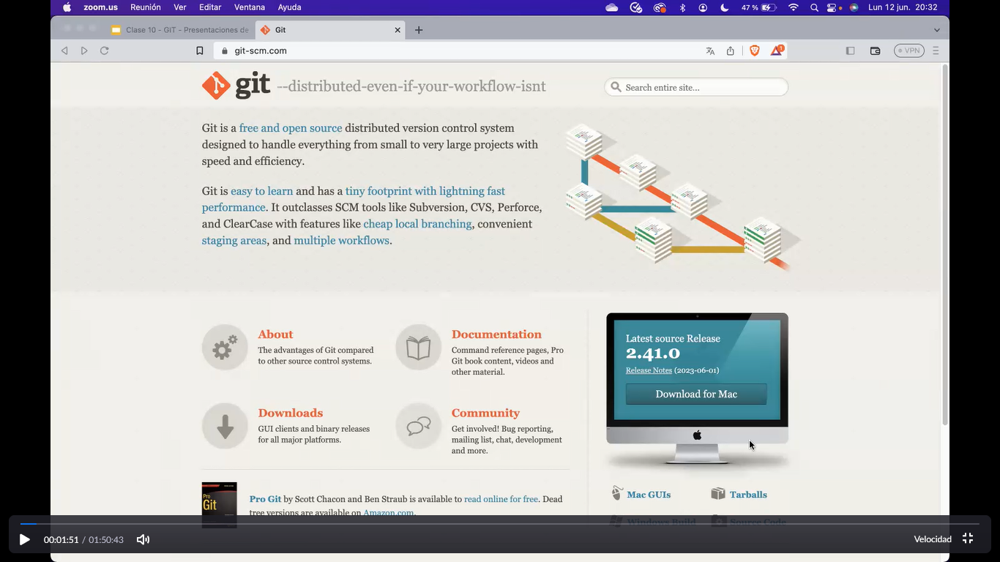 zoom.us Reunión Ver Editar Ventana Ayuda 47 % Lun 12 jun. 20:32
Clase 10 - GIT - Presentaciones de
Git
git-scm.com
1
VPN
git --distributed-even-if-your-workflow-isnt
Search entire site...
Git is a free and open source distributed version control system
designed to handle everything from small to very large projects with
speed and efficiency.
Git is easy to learn and has a tiny footprint with lightning fast
performance. It outclasses SCM tools like Subversion, CVS, Perforce,
and ClearCase with features like cheap local branching, convenient
staging areas, and multiple workflows.
About
The advantages of Git compared
to other source control systems.
Documentation
Command reference pages, Pro
Git book content, videos and
other material.
Downloads
GUI clients and binary releases
for all major platforms.
Community
Get involved! Bug reporting,
mailing list, chat, development
and more.
Latest source Release
2.41.0
Release Notes (2023-06-01)
Download for Mac
Pro
Git
Pro Git by Scott Chacon and Ben Straub is available to read online for free. Dead
tree versions are available on Amazon.com.
Mac GUIs
Tarballs
Windows Build
Source Code
00:01:51 / 01:50:43
Velocidad